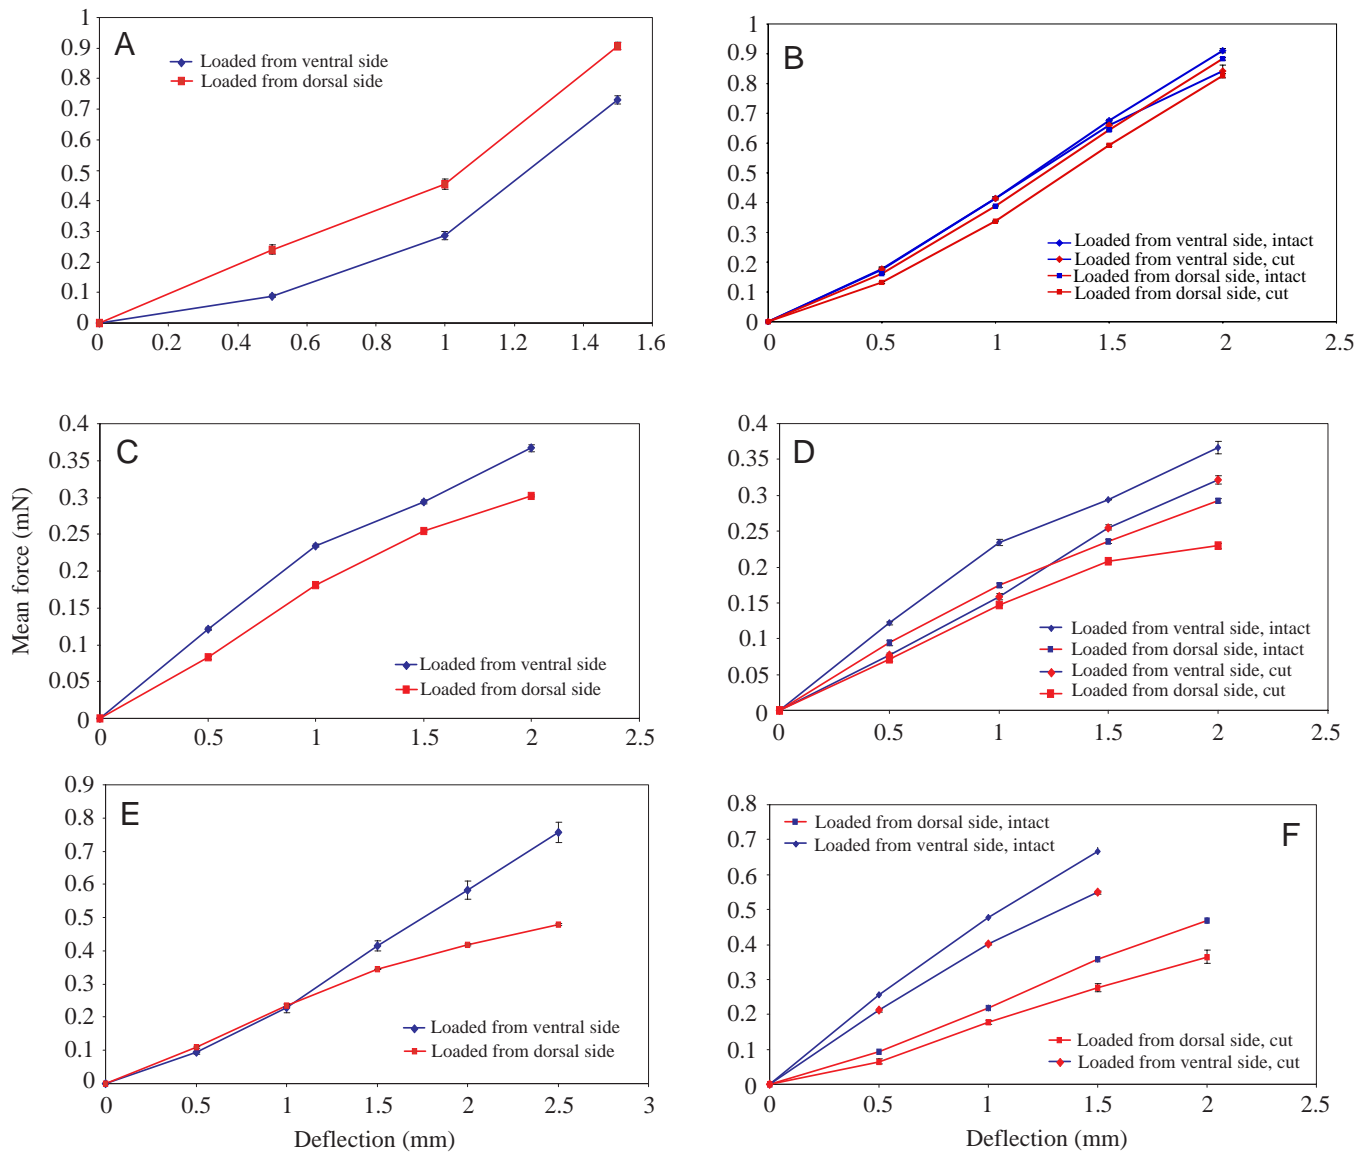 A
Loaded from ventral side
Loaded from dorsal side
1
0.9
0.8
0.7
0.6
0.5
0.4
0.3
0.2
0.1
0
0 0.2 0.4 0.6 0.8 1 1.2 1.4 1.6
B
1
0.9
0.8
0.7
0.6
0.5
0.4
0.3
0.2
0.1
0
Loaded from ventral side, intact
Loaded from ventral side, cut
Loaded from dorsal side, intact
Loaded from dorsal side, cut
0 0.5 1 1.5 2 2.5
Mean force (mN)
C
0.4
0.35
0.3
0.25
0.2
0.15
0.1
0.05
0
Loaded from ventral side
Loaded from dorsal side
0 0.5 1 1.5 2 2.5
D
0.4
0.35
0.3
0.25
0.2
0.15
0.1
0.05
0
Loaded from ventral side, intact
Loaded from dorsal side, intact
Loaded from ventral side, cut
Loaded from dorsal side, cut
0 0.5 1 1.5 2 2.5
E
0.9
0.8
0.7
0.6
0.5
0.4
0.3
0.2
0.1
0
Loaded from ventral side
Loaded from dorsal side
0 0.5 1 1.5 2 2.5 3
Deflection (mm)
F
0.8
0.7
0.6
0.5
0.4
0.3
0.2
0.1
0
Loaded from dorsal side, intact
Loaded from ventral side, intact
Loaded from dorsal side, cut
Loaded from ventral side, cut
0 0.5 1 1.5 2 2.5
Deflection (mm)